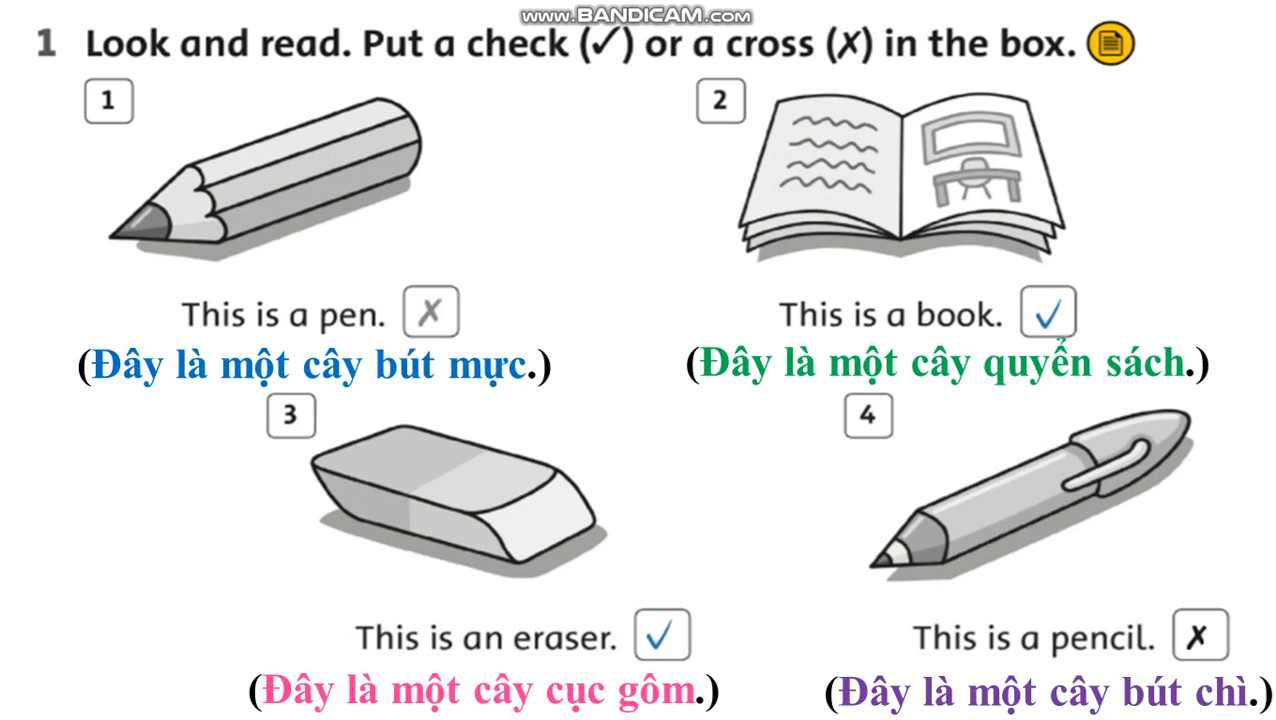 www.BANDICAM.com
1 Look and read. Put a check (✓) or a cross (✗) in the box.
1
2
This is a pen. ✗
This is a book. ✓
(Đây là một cây bút mực.)
(Đây là một cây quyển sách.)
3
4
This is an eraser. ✓
This is a pencil. ✗
(Đây là một cây cục gôm.)
(Đây là một cây bút chì.)